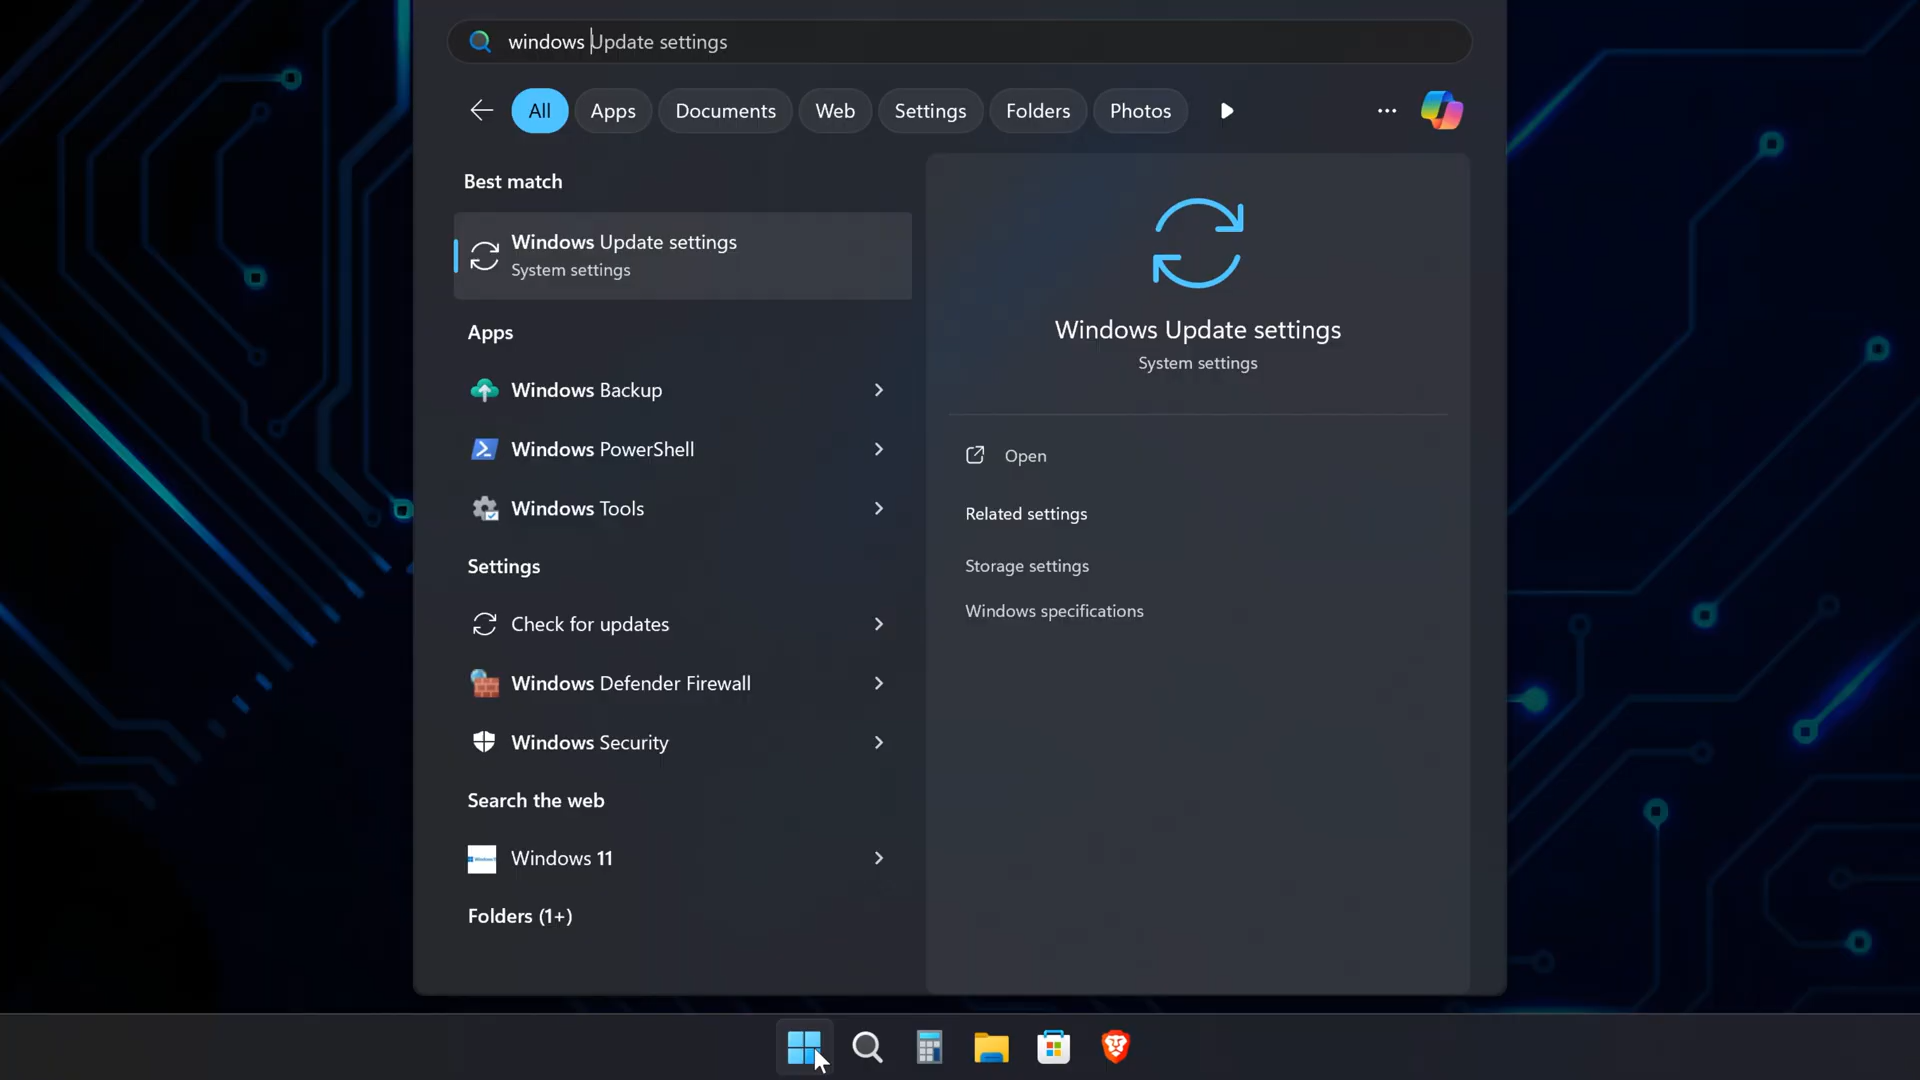 windows Update settings
All Apps Documents Web Settings Folders Photos
Best match
Windows Update settings
System settings
Apps
Windows Backup
Windows PowerShell
Windows Tools
Settings
Check for updates
Windows Defender Firewall
Windows Security
Search the web
Windows 11
Folders (1+)
Windows Update settings
System settings
Open
Related settings
Storage settings
Windows specifications